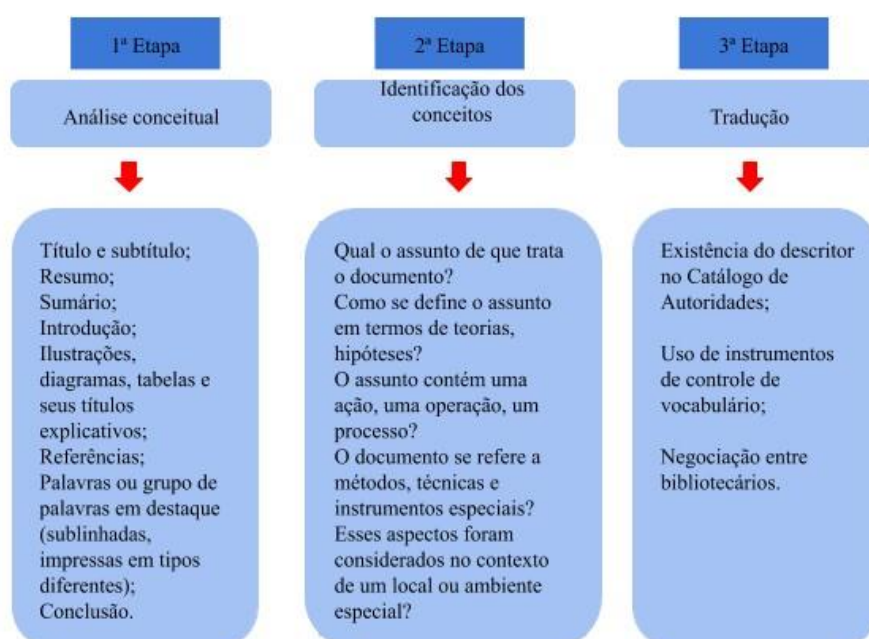 1ª Etapa
Análise conceitual
Título e subtítulo;
Resumo;
Sumário;
Introdução;
Ilustrações,
diagramas, tabelas e
seus títulos
explicativos;
Referências;
Palavras ou grupo de
palavras em destaque
(sublinhadas,
impressas em tipos
diferentes);
Conclusão.
2ª Etapa
Identificação dos
conceitos
Qual o assunto de que trata
o documento?
Como se define o assunto
em termos de teorias,
hipóteses?
O assunto contém uma
ação, uma operação, um
processo?
O documento se refere a
métodos, técnicas e
instrumentos especiais?
Esses aspectos foram
considerados no contexto
de um local ou ambiente
especial?
3ª Etapa
Tradução
Existência do descritor
no Catálogo de
Autoridades;
Uso de instrumentos
de controle de
vocabulário;
Negociação entre
bibliotecários.